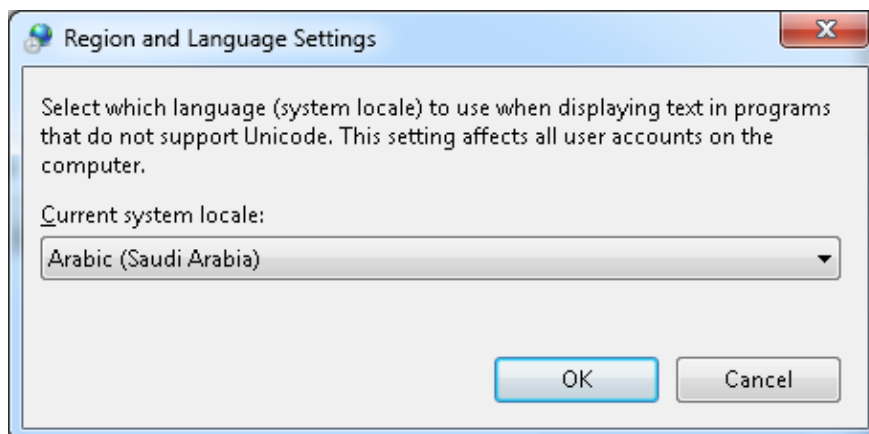 Region and Language Settings
Select which language (system locale) to use when displaying text in programs
that do not support Unicode. This setting affects all user accounts on the
computer.
Current system locale:
Arabic (Saudi Arabia)
OK Cancel